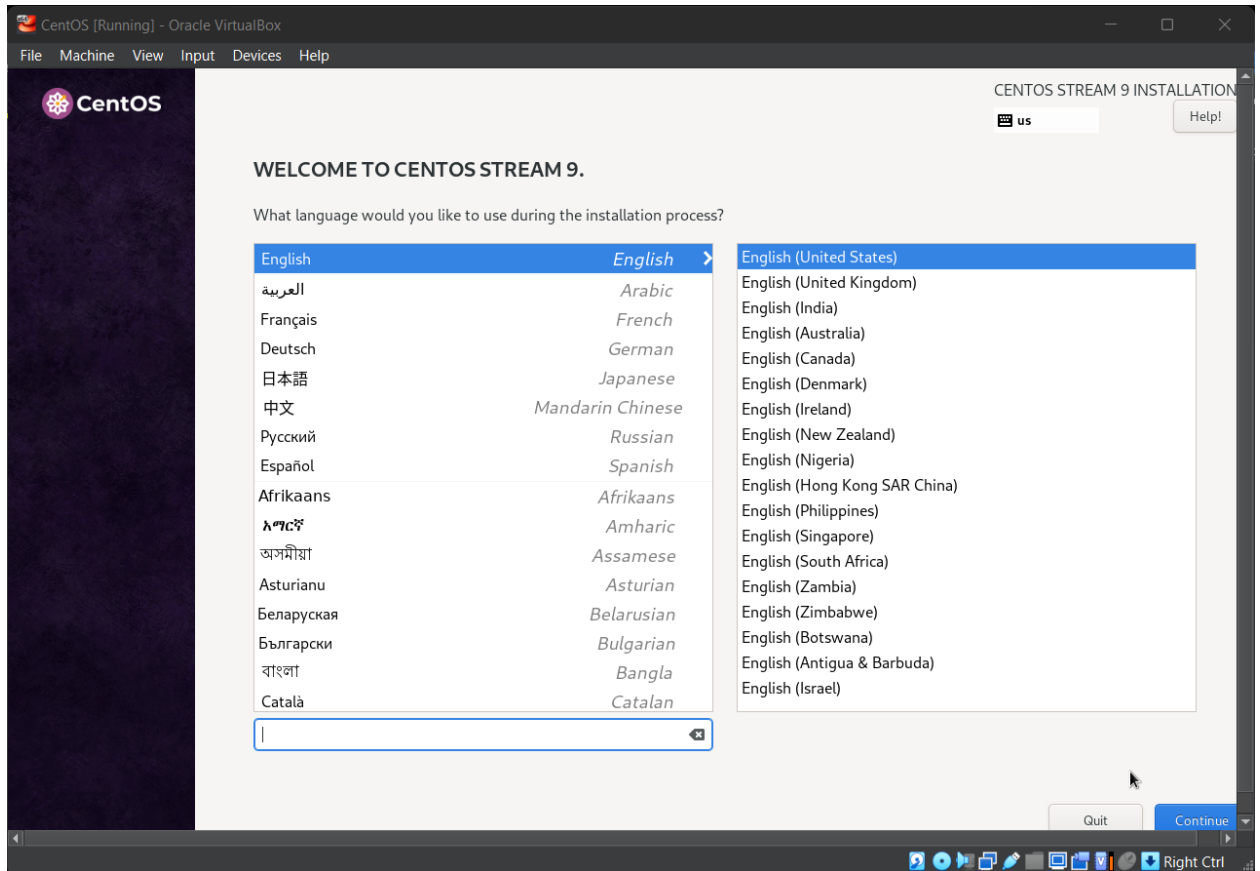 CentOS [Running] - Oracle VirtualBox
File Machine View Input Devices Help
CentOS
CENTOS STREAM 9 INSTALLATION
us
Help!
WELCOME TO CENTOS STREAM 9.
What language would you like to use during the installation process?
English English
العربية Arabic
Français French
Deutsch German
日本語 Japanese
中文 Mandarin Chinese
Русский Russian
Español Spanish
Afrikaans Afrikaans
አማርኛ Amharic
অসমীয়া Assamese
Asturianu Asturian
Беларуская Belarusian
Български Bulgarian
বাংলা Bangla
Català Catalan
English (United States)
English (United Kingdom)
English (India)
English (Australia)
English (Canada)
English (Denmark)
English (Ireland)
English (New Zealand)
English (Nigeria)
English (Hong Kong SAR China)
English (Philippines)
English (Singapore)
English (South Africa)
English (Zambia)
English (Zimbabwe)
English (Botswana)
English (Antigua & Barbuda)
English (Israel)
Quit
Continue
Right Ctrl